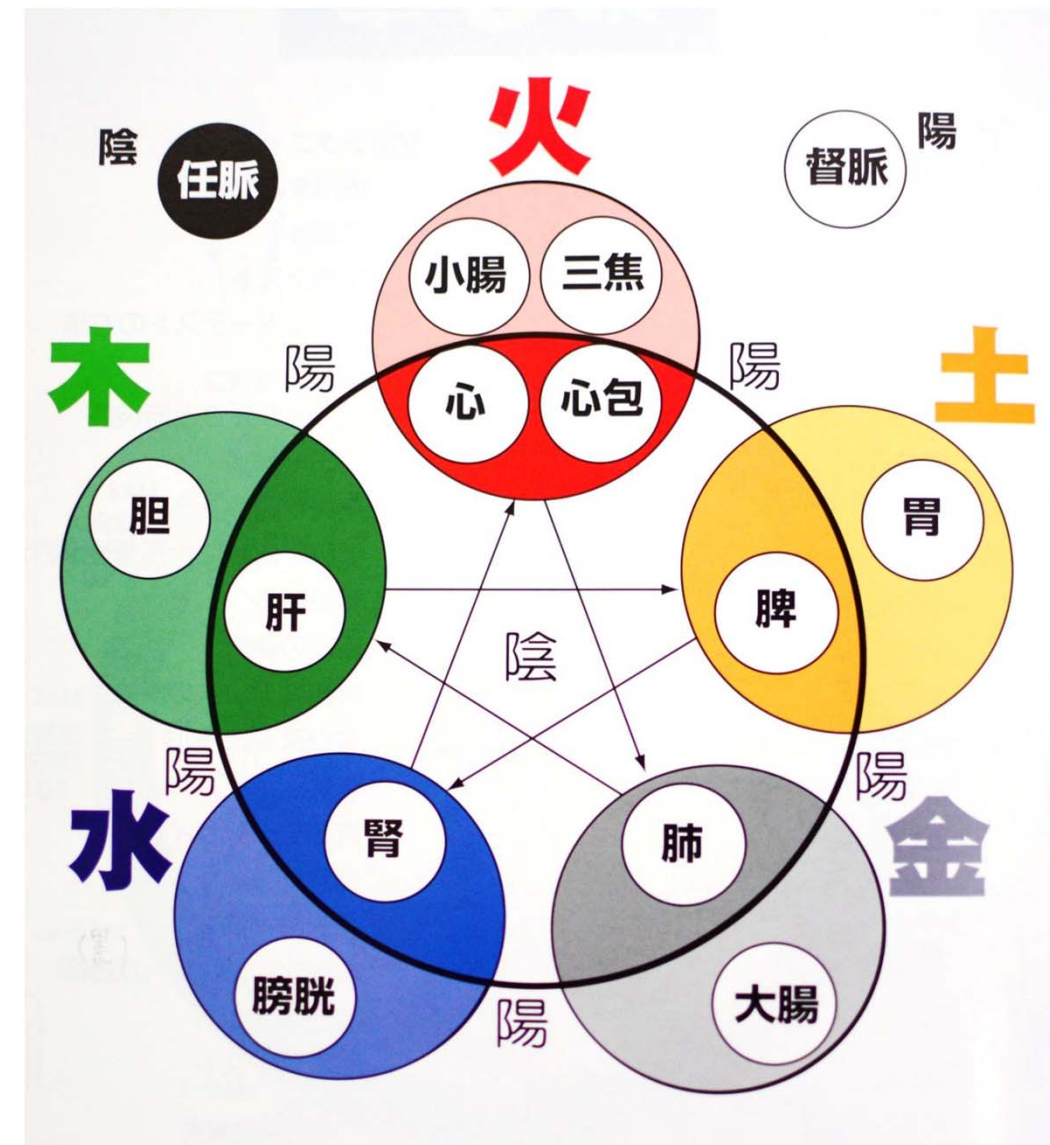 火
陰
任脈
督脈
陽
小腸
三焦
木
陽
心
心包
陽
土
胆
胃
肝
脾
陰
陽
陽
水
腎
肺
金
膀胱
大腸
陽